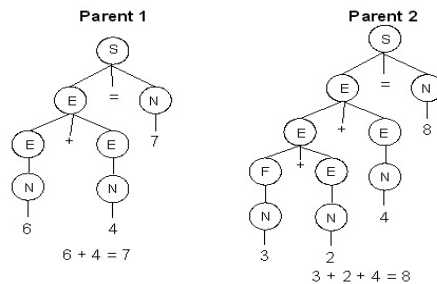 Parent 1
Parent 2
S
E = N
7
E + E
N N
6 4
6 + 4 = 7
S
E = N
8
E + E
F + E N
4
N N
3 2
3 + 2 + 4 = 8